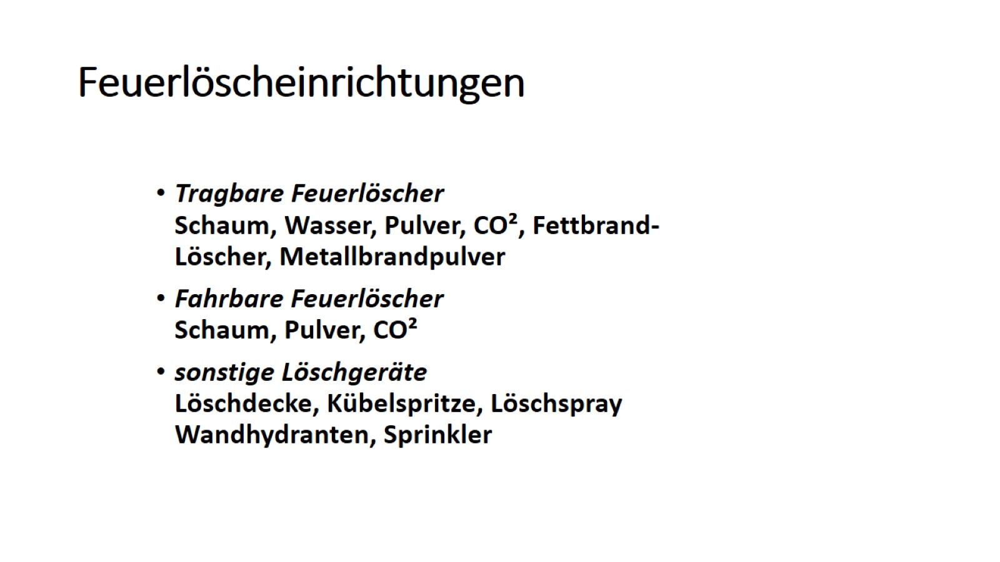 Feuerlöscheinrichtungen
• Tragbare Feuerlöscher
Schaum, Wasser, Pulver, CO², Fettbrand-
Löscher, Metallbrandpulver
• Fahrbare Feuerlöscher
Schaum, Pulver, CO²
• sonstige Löschgeräte
Löschdecke, Kübelspritze, Löschspray
Wandhydranten, Sprinkler